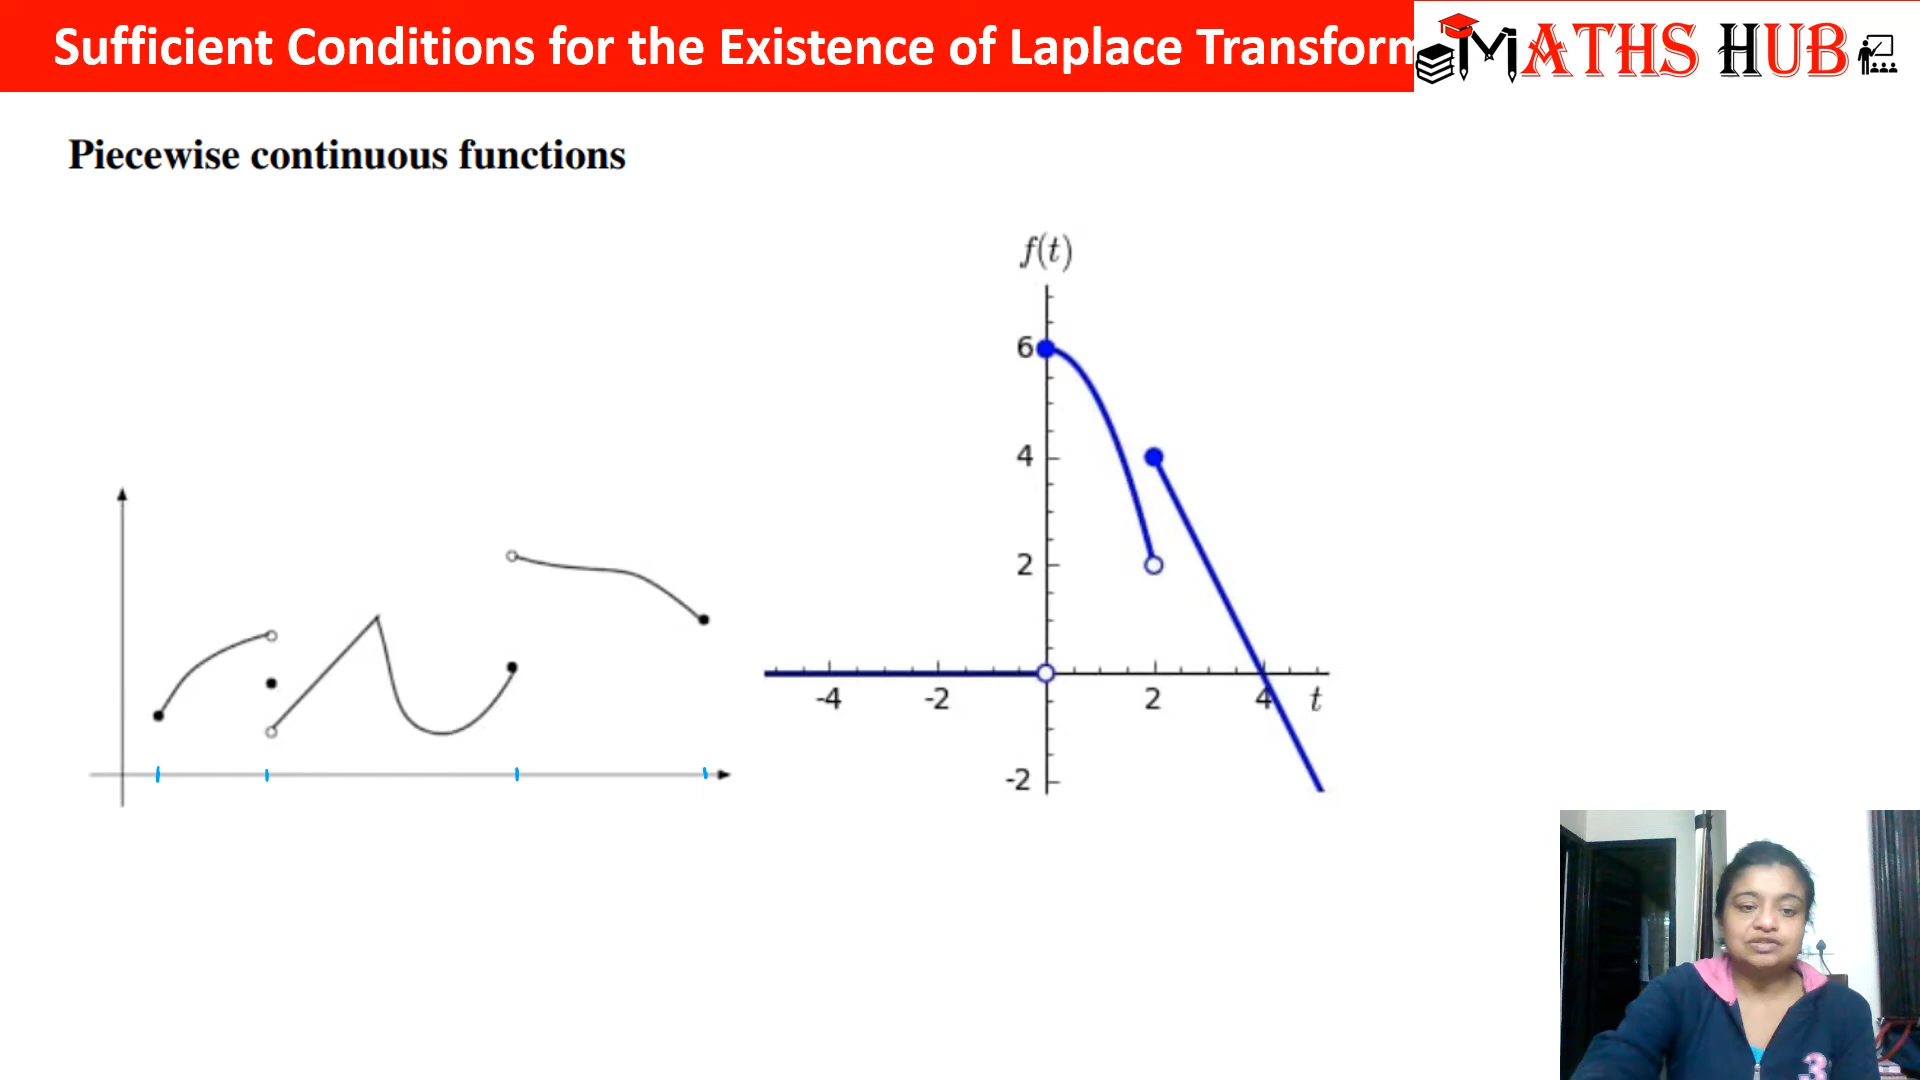 Sufficient Conditions for the Existence of Laplace Transform
MATHS HUB
Piecewise continuous functions
f(t)
6
4
2
-4 -2 2 4 t
-2
3